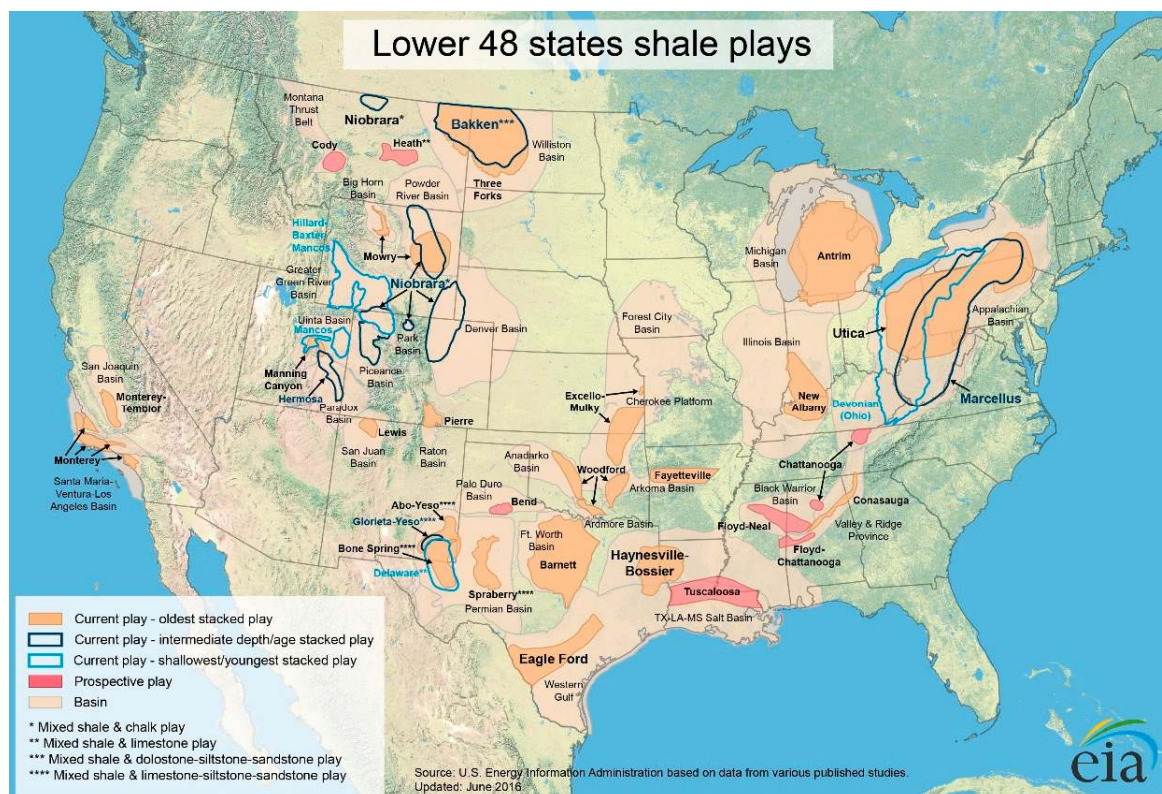 Lower 48 states shale plays
Montana
Thrust
Belt
Niobrara*
Bakken***
Cody
Heath**
Williston
Basin
Big Horn
Basin
Powder
River Basin
Three
Forks
Hillard-
Baxter-
Mancos
Mowry
Greater
Green River
Basin
Niobrara*
Michigan
Basin
Antrim
Uinta Basin
Mancos
Park
Basin
Denver Basin
Forest City
Basin
Illinois Basin
Utica
Appalachian
Basin
San Joaquin
Basin
Monterey-
Temblor
Manning
Canyon
Hermosa
Piceance
Basin
Paradox
Basin
Excello-
Mulky
Cherokee Platform
New
Albany
Devonian
(Ohio)
Marcellus
Monterey
Santa Maria-
Ventura-Los
Angeles Basin
Lewis
San Juan
Basin
Pierre
Raton
Basin
Anadarko
Basin
Woodford
Arkoma Basin
Fayetteville
Chattanooga
Black Warrior
Basin
Conasauga
Palo Duro
Basin
Bend
Ardmore Basin
Floyd-Neal
Valley & Ridge
Province
Floyd-
Chattanooga
Abo-Yeso****
Glorieta-Yeso****
Bone Spring****
Delaware**
Ft. Worth
Basin
Barnett
Haynesville-
Bossier
Tuscaloosa
Spraberry****
Permian Basin
TX-LA-MS Salt Basin
Eagle Ford
Western
Gulf
Current play - oldest stacked play
Current play - intermediate depth/age stacked play
Current play - shallowest/youngest stacked play
Prospective play
Basin
* Mixed shale & chalk play
** Mixed shale & limestone play
*** Mixed shale & dolostone-siltstone-sandstone play
**** Mixed shale & limestone-siltstone-sandstone play
Source: U.S. Energy Information Administration based on data from various published studies.
Updated: June 2016
eia